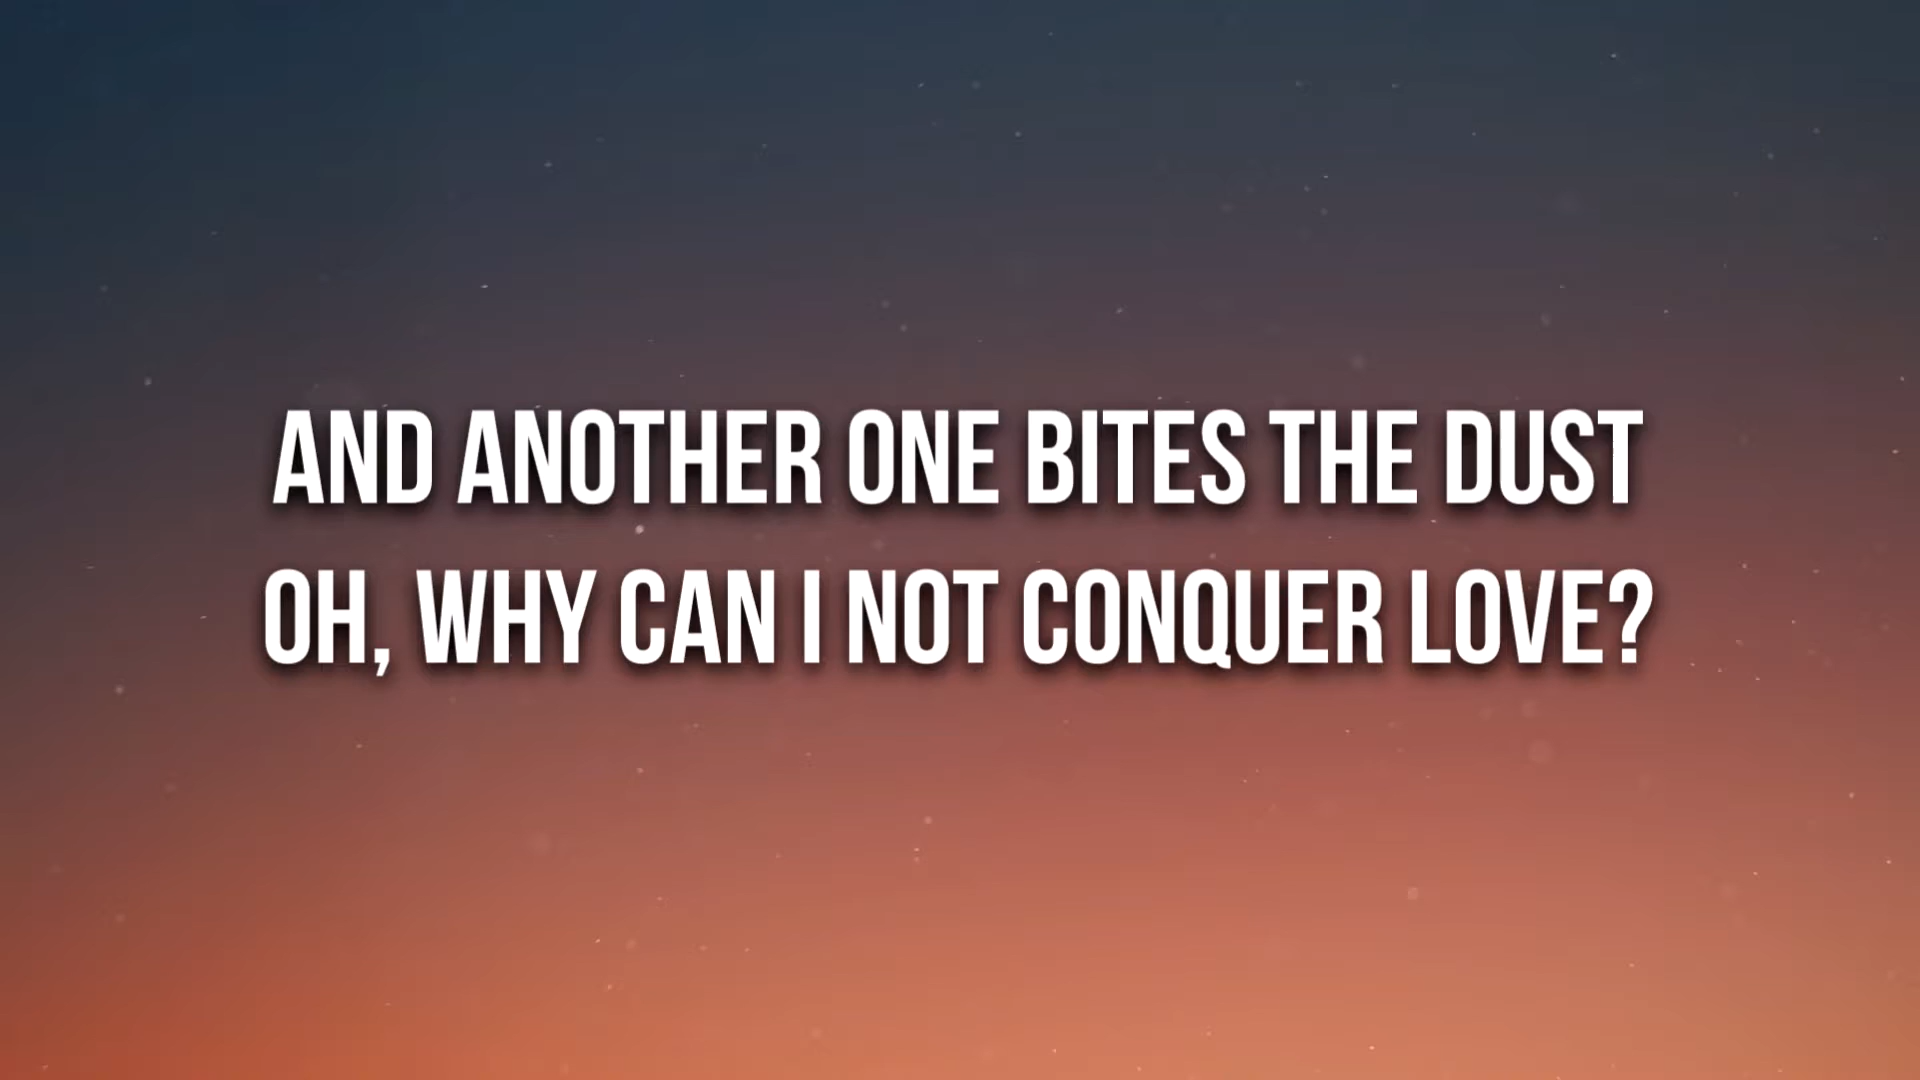 AND ANOTHER ONE BITES THE DUST
OH, WHY CAN I NOT CONQUER LOVE?